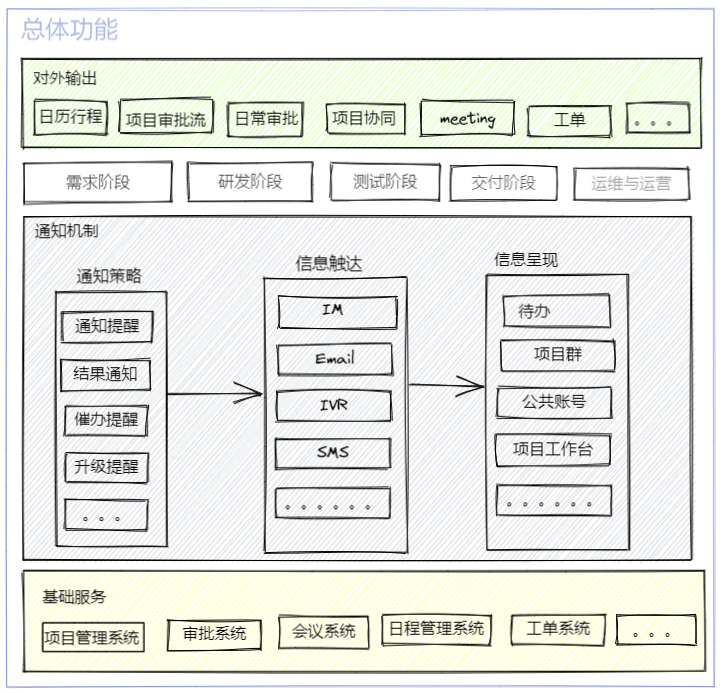 总体功能
对外输出
日历行程 项目审批流 日常审批 项目协同 meeting 工单 。。。
需求阶段 研发阶段 测试阶段 交付阶段 运维与运营
通知机制
通知策略 信息触达 信息呈现
通知提醒 IM 待办
结果通知 Email 项目群
催办提醒 IVR 公共账号
升级提醒 SMS 项目工作台
。。。 。。。。。。 。。。。。。
基础服务
项目管理系统 审批系统 会议系统 日程管理系统 工单系统 。。。